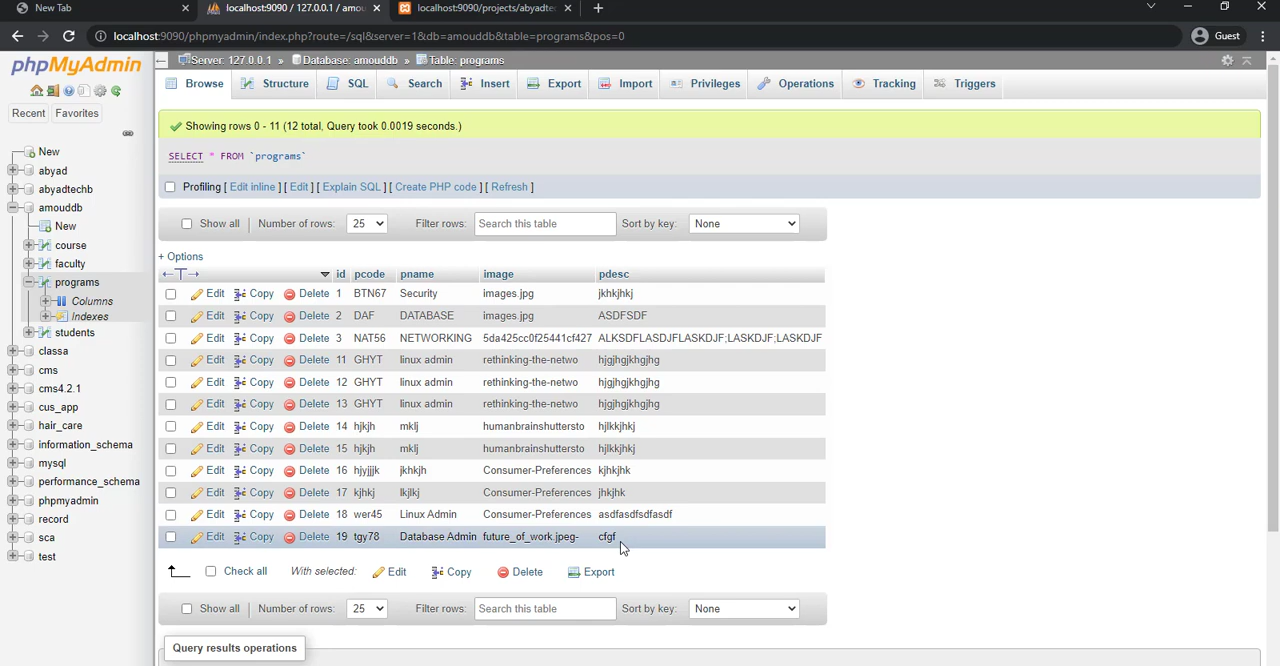 New Tab
localhost:9090 / 127.0.0.1 / amou
localhost:9090/projects/abyadtec
localhost:9090/phpmyadmin/index.php?route=/sql&server=1&db=amouddb&table=programs&pos=0
Guest
phpMyAdmin
Recent
Favorites
New
abyad
abyadtechb
amouddb
New
course
faculty
programs
Columns
Indexes
students
classa
cms
cms4.2.1
cus_app
hair_care
information_schema
mysql
performance_schema
phpmyadmin
record
sca
test
Server: 127.0.0.1 » Database: amouddb » Table: programs
Browse Structure SQL Search Insert Export Import Privileges Operations Tracking Triggers
Showing rows 0 - 11 (12 total, Query took 0.0019 seconds.)
SELECT * FROM `programs`
Profiling [ Edit inline ] [ Edit ] [ Explain SQL ] [ Create PHP code ] [ Refresh ]
Show all Number of rows: 25 Filter rows: Search this table Sort by key: None
+ Options
←T→ id pcode pname image pdesc
Edit Copy Delete 1 BTN67 Security images.jpg jkhkjhkj
Edit Copy Delete 2 DAF DATABASE images.jpg ASDFSDF
Edit Copy Delete 3 NAT56 NETWORKING 5da425cc0f25441cf427 ALKSDFLASDJFLASKDJF;LASKDJF;LASKDJF
Edit Copy Delete 11 GHYT linux admin rethinking-the-netwo hjgjhgjkhgjhg
Edit Copy Delete 12 GHYT linux admin rethinking-the-netwo hjgjhgjkhgjhg
Edit Copy Delete 13 GHYT linux admin rethinking-the-netwo hjgjhgjkhgjhg
Edit Copy Delete 14 hjkjh mklj humanbrainshuttersto hjlkkjhkj
Edit Copy Delete 15 hjkjh mklj humanbrainshuttersto hjlkkjhkj
Edit Copy Delete 16 hjyjjjk jkhkjh Consumer-Preferences kjhkjhk
Edit Copy Delete 17 kjhkj lkjlkj Consumer-Preferences jhkjhk
Edit Copy Delete 18 wer45 Linux Admin Consumer-Preferences asdfasdfsdfasdf
Edit Copy Delete 19 tgy78 Database Admin future_of_work.jpeg- cfgf
Check all With selected: Edit Copy Delete Export
Show all Number of rows: 25 Filter rows: Search this table Sort by key: None
Query results operations